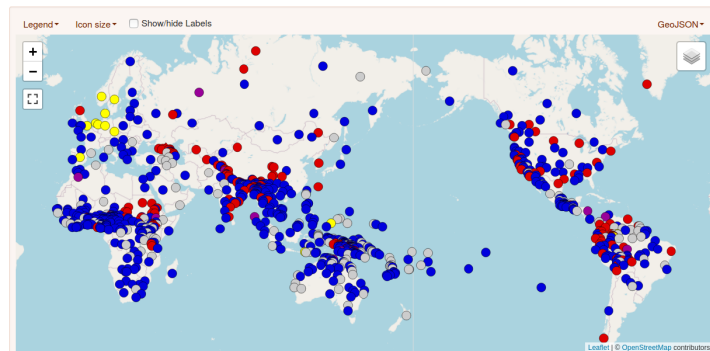 Legend Icon size Show/hide Labels GeoJSON
+
−
Leaflet | © OpenStreetMap contributors